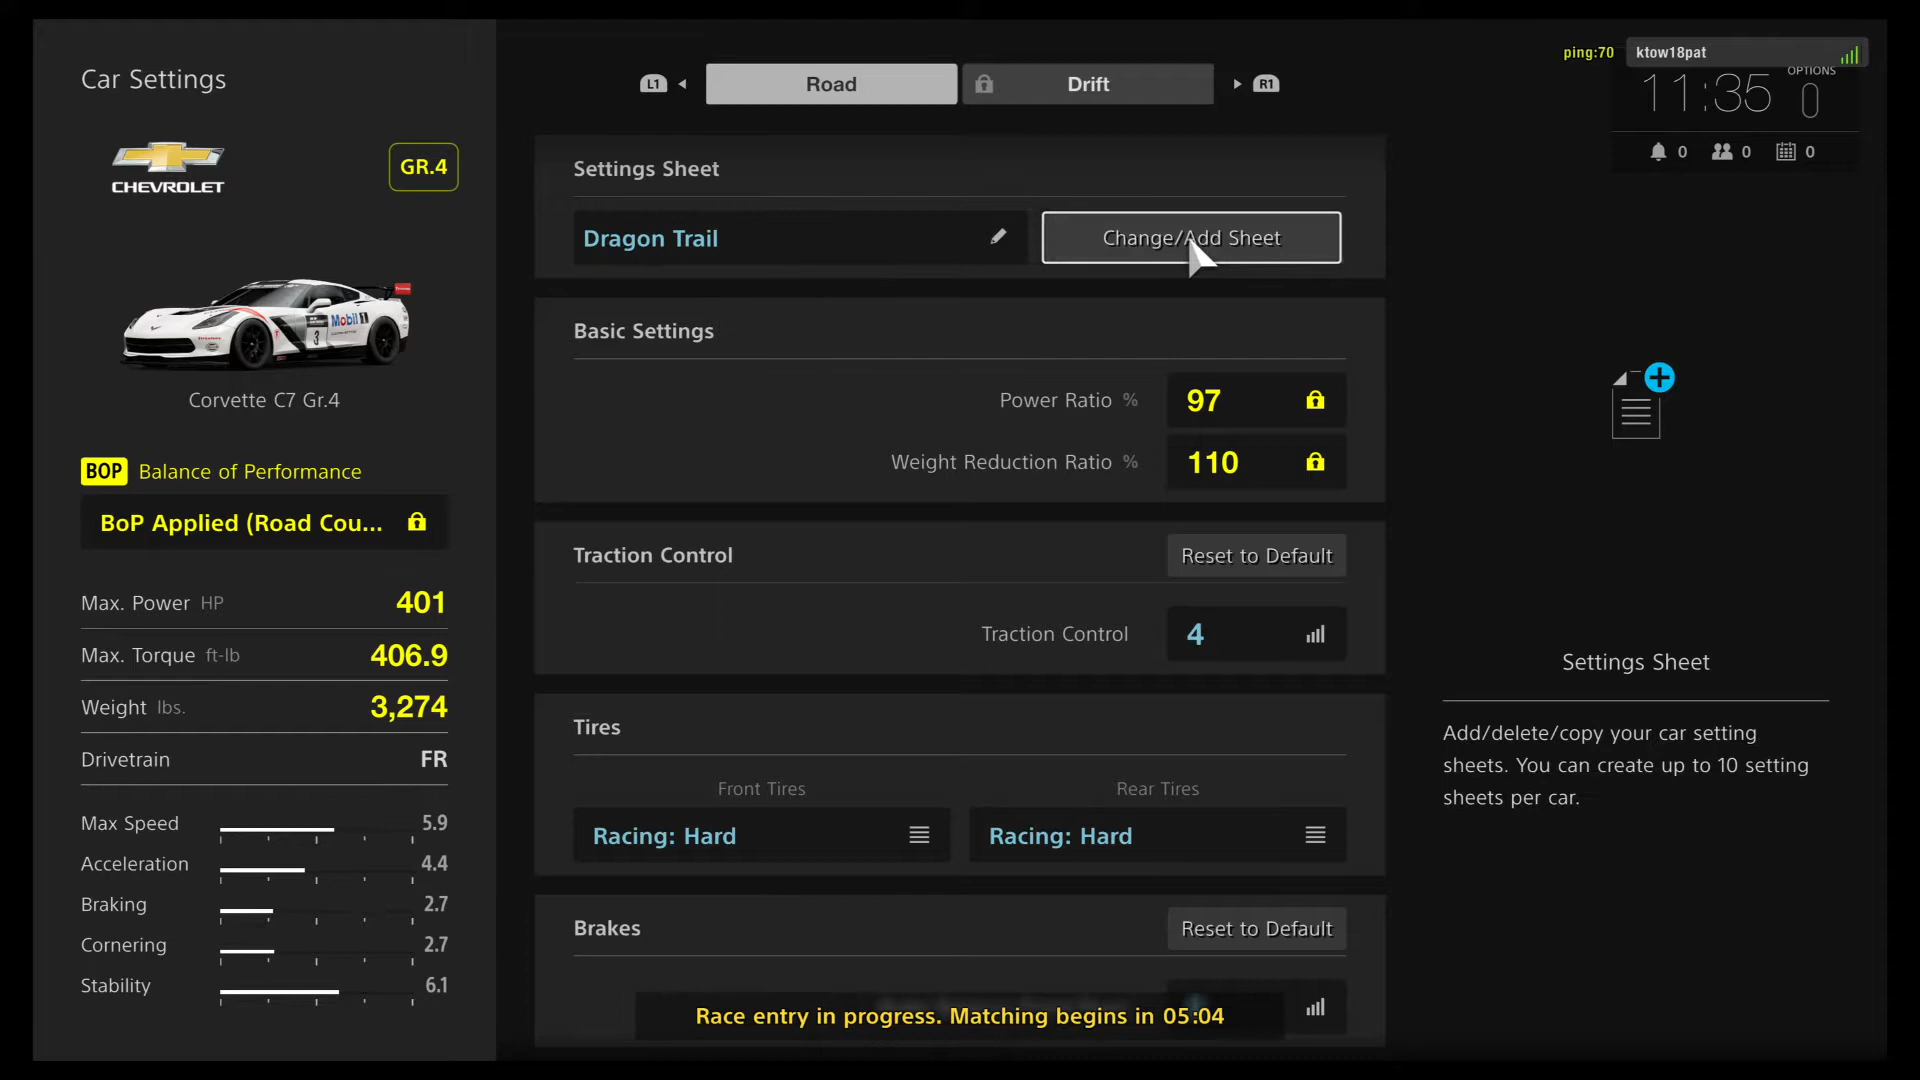 Car Settings
CHEVROLET
GR.4
Mobil 1
3
Corvette C7 Gr.4
BOP Balance of Performance
BoP Applied (Road Cou...
Max. Power HP 401
Max. Torque ft-lb 406.9
Weight lbs. 3,274
Drivetrain FR
Max Speed 5.9
Acceleration 4.4
Braking 2.7
Cornering 2.7
Stability 6.1
L1 Road Drift R1
Settings Sheet
Dragon Trail Change/Add Sheet
Basic Settings
Power Ratio % 97
Weight Reduction Ratio % 110
Traction Control Reset to Default
Traction Control 4
Tires
Front Tires Rear Tires
Racing: Hard Racing: Hard
Brakes Reset to Default
Race entry in progress. Matching begins in 05:04
ping:70 ktow18pat
11:35 OPTIONS
0 0 0
Settings Sheet
Add/delete/copy your car setting
sheets. You can create up to 10 setting
sheets per car.